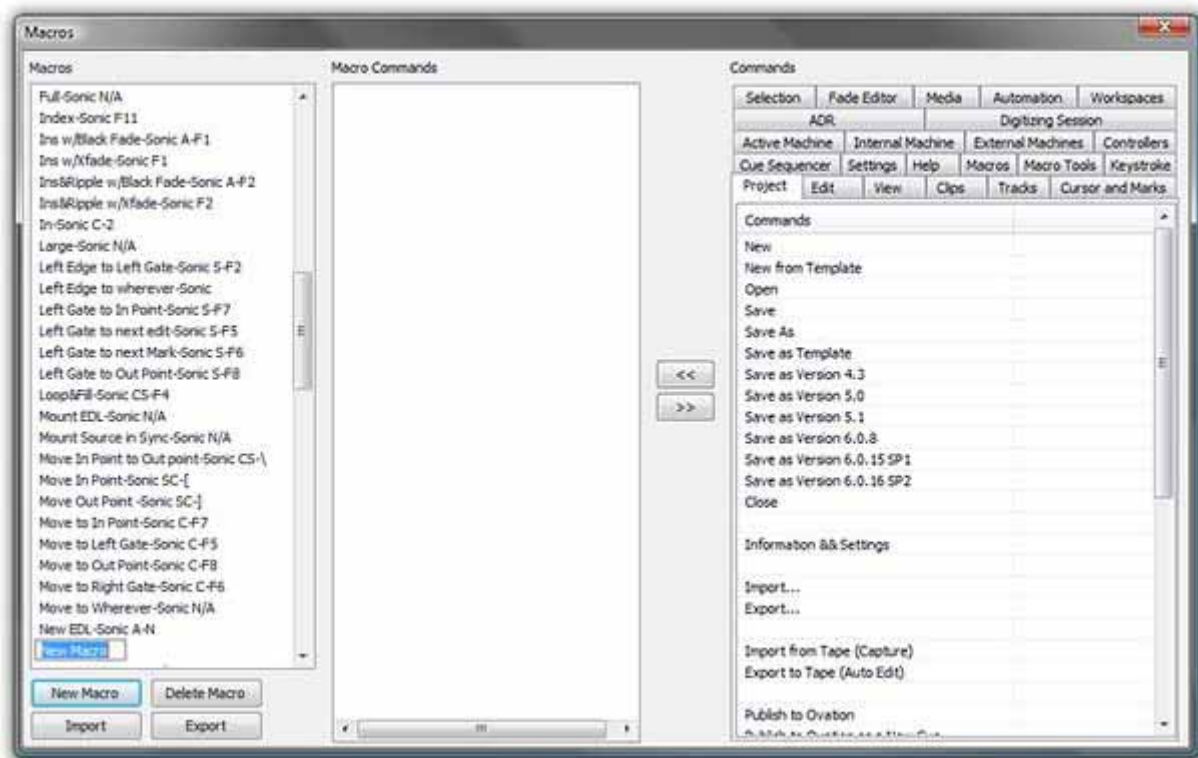 Macros
Macros
Full-Sonic N/A
Index-Sonic F11
Ins w/Black Fade-Sonic A-F1
Ins w/Xfade-Sonic F1
Ins&Ripple w/Black Fade-Sonic A-F2
Ins&Ripple w/Xfade-Sonic F2
In-Sonic C-2
Large-Sonic N/A
Left Edge to Left Gate-Sonic S-F2
Left Edge to wherever-Sonic
Left Gate to In Point-Sonic S-F7
Left Gate to next edit-Sonic S-F5
Left Gate to next Mark-Sonic S-F6
Left Gate to Out Point-Sonic S-F8
Loop&Fill-Sonic CS-F4
Mount EDL-Sonic N/A
Mount Source in Sync-Sonic N/A
Move In Point to Out point-Sonic CS-\
Move In Point-Sonic SC-[
Move Out Point -Sonic SC-]
Move to In Point-Sonic C-F7
Move to Left Gate-Sonic C-F5
Move to Out Point-Sonic C-F8
Move to Right Gate-Sonic C-F6
Move to Wherever-Sonic N/A
New EDL-Sonic A-N
New Macro
New Macro Delete Macro
Import Export
Macro Commands
<<
>>
Commands
Selection Fade Editor Media Automation Workspaces
ADR Digitizing Session
Active Machine Internal Machine External Machines Controllers
Cue Sequencer Settings Help Macros Macro Tools Keystroke
Project Edit View Clips Tracks Cursor and Marks
Commands
New
New from Template
Open
Save
Save As
Save as Template
Save as Version 4.3
Save as Version 5.0
Save as Version 5.1
Save as Version 6.0.8
Save as Version 6.0.15 SP1
Save as Version 6.0.16 SP2
Close
Information && Settings
Import...
Export...
Import from Tape (Capture)
Export to Tape (Auto Edit)
Publish to Ovation